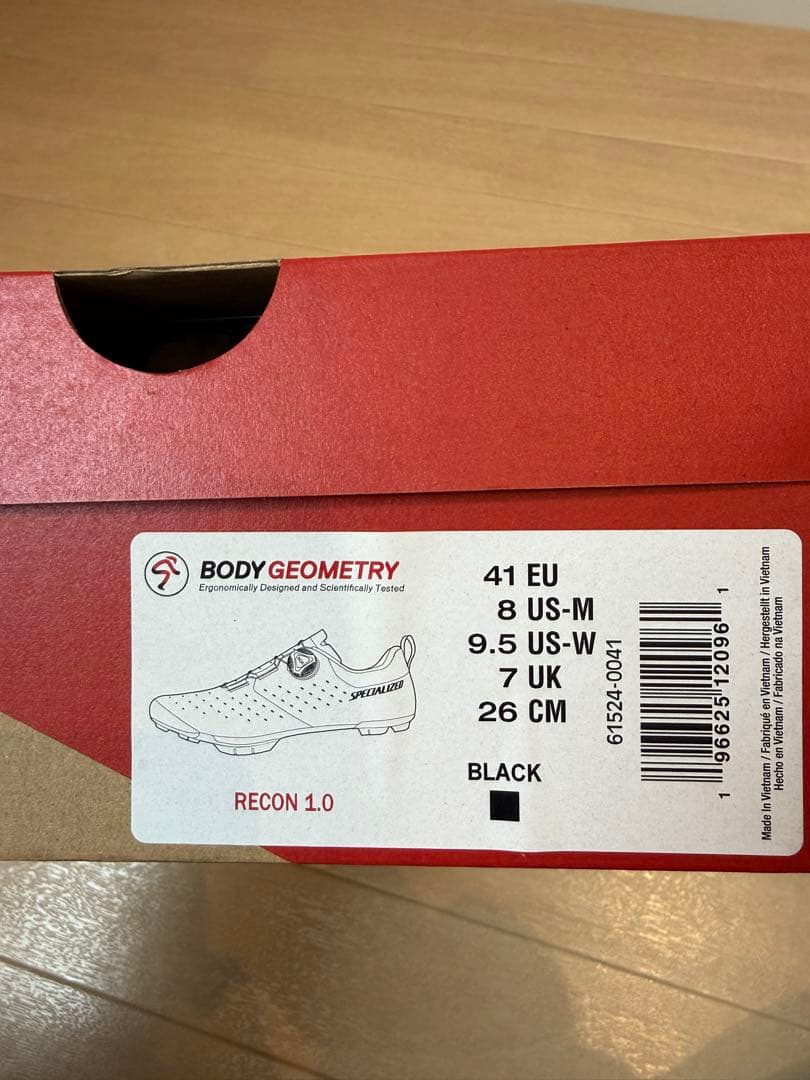 BODY GEOMETRY
Ergonomically Designed and Scientifically Tested
SPECIALIZED
RECON 1.0
41 EU
8 US-M
9.5 US-W
7 UK
26 CM
BLACK
61524-0041
1 96625 12096 1
Made In Vietnam / Fabriqué en Vietnam / Hergestellt in Vietnam
Hecho en Vietnam / Fabricado na Vietnam